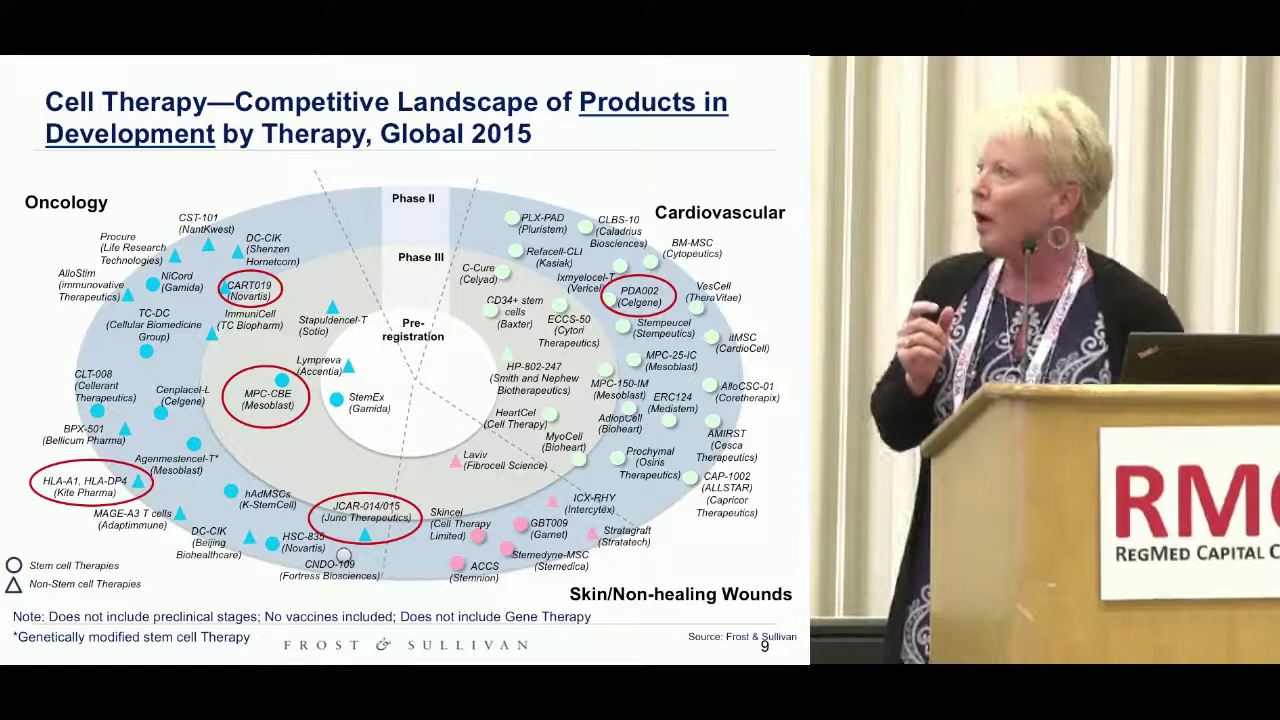 Cell Therapy—Competitive Landscape of Products in
Development by Therapy, Global 2015
Oncology
Cardiovascular
Phase II
Phase III
Pre-
registration
CST-101
(NantKwest)
Procure
(Life Research
Technologies)
DC-CIK
(Shenzen
Hornetcorn)
AlloStim
(immunovative
Therapeutics)
NiCord
(Gamida)
CART019
(Novartis)
TC-DC
(Cellular Biomedicine
Group)
ImmuniCell
(TC Biopharm)
Stapuldencel-T
(Sotio)
Lympreva
(Accentia)
StemEx
(Gamida)
CLT-008
(Cellerant
Therapeutics)
Cenplacel-L
(Celgene)
MPC-CBE
(Mesoblast)
BPX-501
(Bellicum Pharma)
Agenmestencel-T*
(Mesoblast)
HLA-A1, HLA-DP4
(Kite Pharma)
MAGE-A3 T cells
(Adaptimmune)
hAdMSCs
(K-StemCell)
DC-CIK
(Beijing
Biohealthcare)
HSC-835
(Novartis)
JCAR-014/015
(Juno Therapeutics)
CNDO-109
(Fortress Biosciences)
PLX-PAD
(Pluristem)
CLBS-10
(Caladrius
Biosciences)
Refacell-CLI
(Kasiak)
BM-MSC
(Cytopeutics)
C-Cure
(Celyad)
Ixmyelocel-T
(Vericel)
PDA002
(Celgene)
VesCell
(TheraVitae)
CD34+ stem
cells
(Baxter)
ECCS-50
(Cytori
Therapeutics)
Stempeucel
(Stempeutics)
itMSC
(CardioCell)
HP-802-247
(Smith and Nephew
Biotherapeutics)
MPC-25-IC
(Mesoblast)
MPC-150-IM
(Mesoblast)
AlloCSC-01
(Coretherapix)
ERC124
(Medistem)
HeartCel
(Cell Therapy)
AdiopCell
(Bioheart)
AMIRST
(Cesca
Therapeutics)
MyoCell
(Bioheart)
Prochymal
(Osiris
Therapeutics)
CAP-1002
(ALLSTAR)
(Capricor
Therapeutics)
Laviv
(Fibrocell Science)
ICX-RHY
(Intercytex)
Skincel
(Cell Therapy
Limited)
GBT009
(Garnet)
Stratagraft
(Stratatech)
Stemedyne-MSC
(Stemedica)
ACCS
(Stemnion)
Skin/Non-healing Wounds
Stem cell Therapies
Non-Stem cell Therapies
Note: Does not include preclinical stages; No vaccines included; Does not include Gene Therapy
*Genetically modified stem cell Therapy
FROST & SULLIVAN
Source: Frost & Sullivan
9
RMC
REGMED CAPITAL C